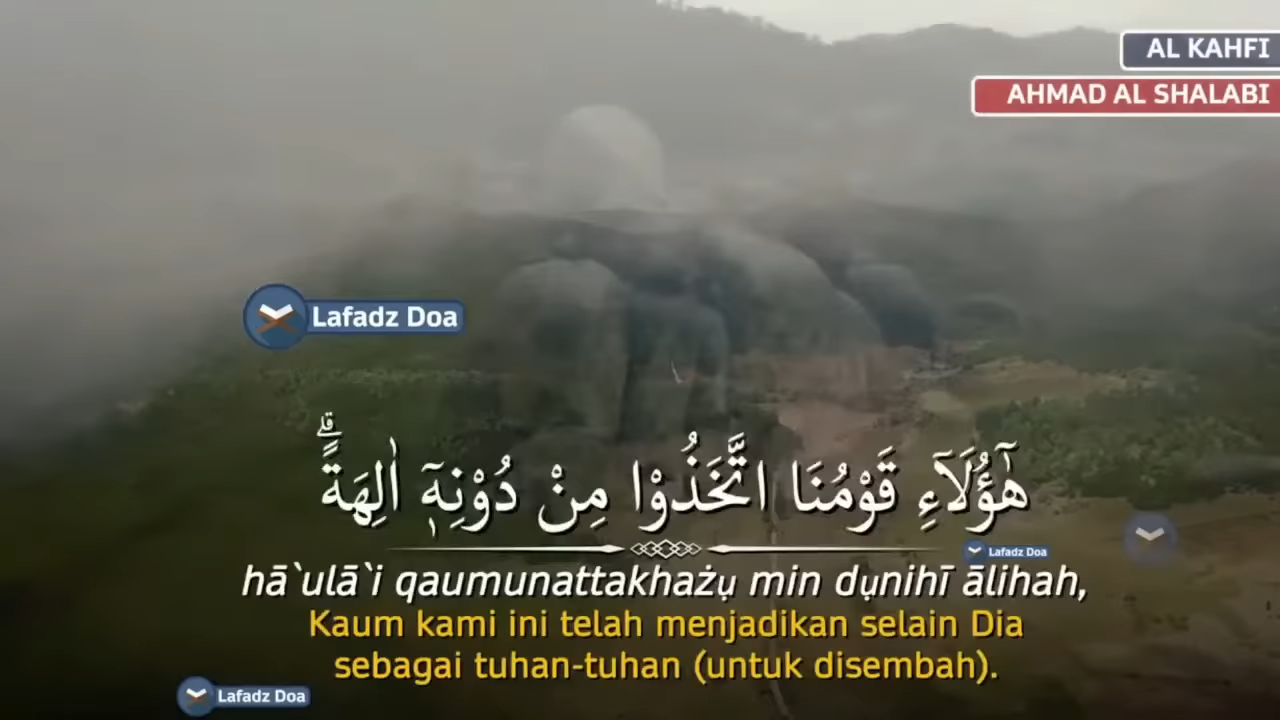 AL KAHFI
AHMAD AL SHALABI
Lafadz Doa
هٰٓؤُلَاۤءِ قَوْمُنَا اتَّخَذُوْا مِنْ دُوْنِهٖٓ اٰلِهَةًۗ
Lafadz Doa
hā`ulā`i qaumunattakhażụ min dụnihī ālihah,
Kaum kami ini telah menjadikan selain Dia
sebagai tuhan-tuhan (untuk disembah).
Lafadz Doa